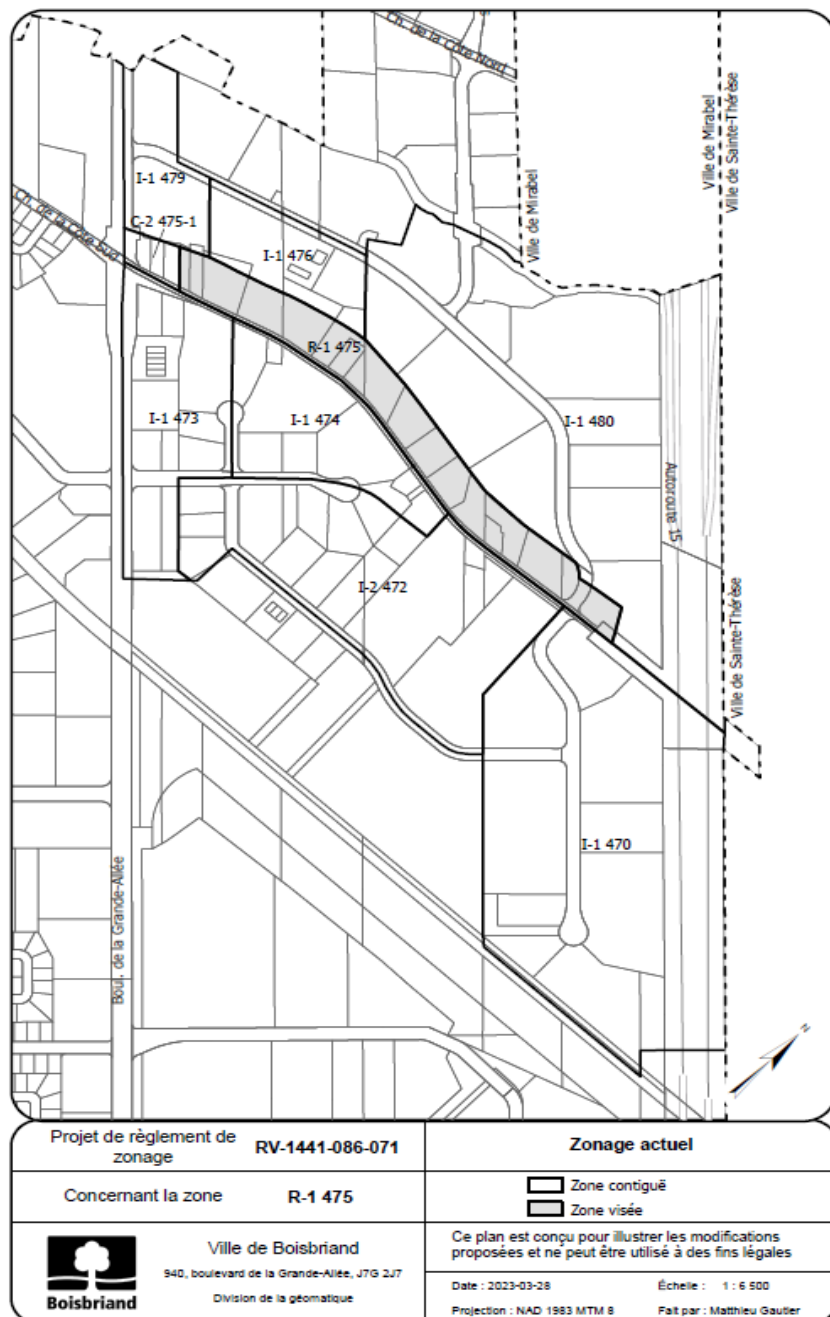 Ch. de la Côte Nord
Ville de Mirabel
Ville de Mirabel
Ville de Sainte-Thérèse
I-1 479
Ch. de la Côte Sud
C-2 475-1
I-1 476
R-1 475
I-1 473
I-1 474
I-1 480
Autoroute 15
I-2 472
Ville de Sainte-Thérèse
I-1 470
Boul. de la Grande-Allée
N
Projet de règlement de
zonage
RV-1441-086-071
Zonage actuel
Concernant la zone
R-1 475
Zone contiguë
Zone visée
Boisbriand
Ville de Boisbriand
940, boulevard de la Grande-Allée, J7G 2J7
Division de la géomatique
Ce plan est conçu pour illustrer les modifications
proposées et ne peut être utilisé à des fins légales
Date : 2023-03-28
Échelle : 1 : 6 500
Projection : NAD 1983 MTM 8
Fait par : Matthieu Gautier